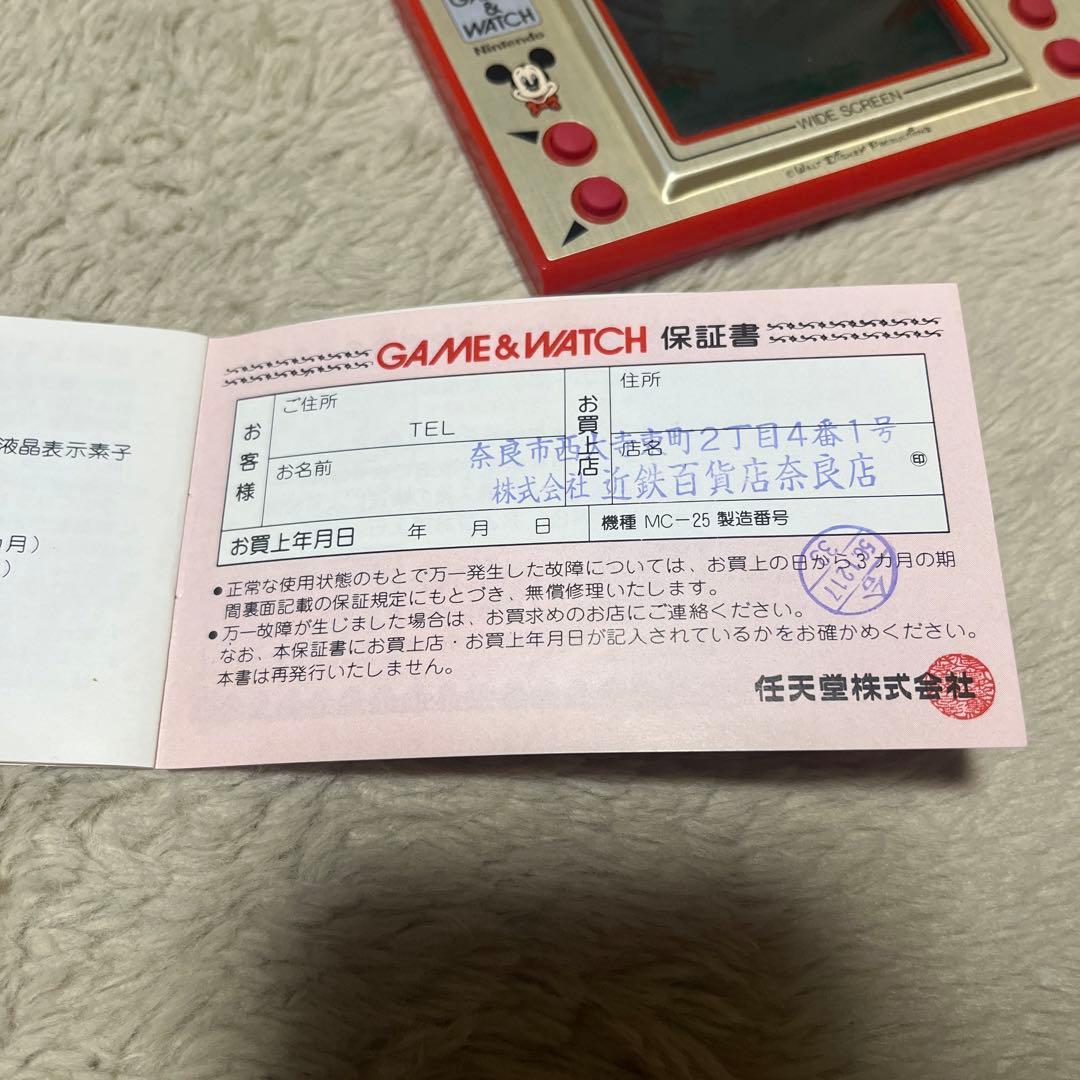 GAME
&
WATCH
Nintendo
WIDE SCREEN
© WALT DISNEY PRODUCTIONS
液晶表示素子
月)
)
GAME & WATCH 保証書
お客様
ご住所
TEL
お名前
お買上店
住所
店名
印
奈良市西大寺東町2丁目4番1号
株式会社 近鉄百貨店奈良店
お買上年月日 年 月 日
機種 MC-25 製造番号
●正常な使用状態のもとで万一発生した故障については、お買上の日から3カ月の期
間裏面記載の保証規定にもとづき、無償修理いたします。
●万一故障が生じました場合は、お買求めのお店にご連絡ください。
なお、本保証書にお買上店・お買上年月日が記入されているかをお確かめください。
本書は再発行いたしません。
任天堂株式会社